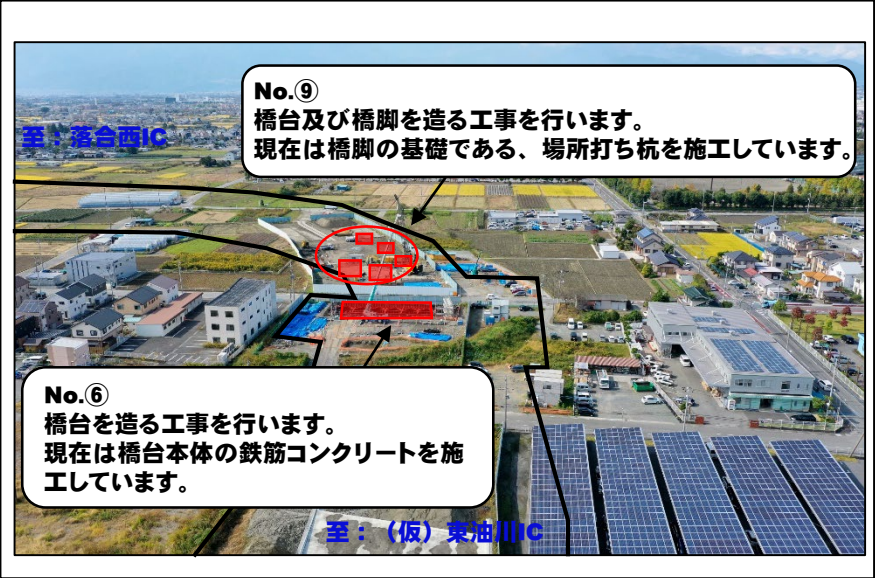 No.⑨
橋台及び橋脚を造る工事を行います。
現在は橋脚の基礎である、場所打ち杭を施工しています。
至：落合西IC
No.⑥
橋台を造る工事を行います。
現在は橋台本体の鉄筋コンクリートを施
工しています。
至：（仮）東油川IC